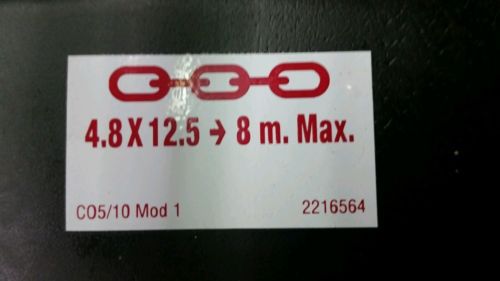 4.8 X 12.5 → 8 m. Max.
CO5/10 Mod 1 2216564